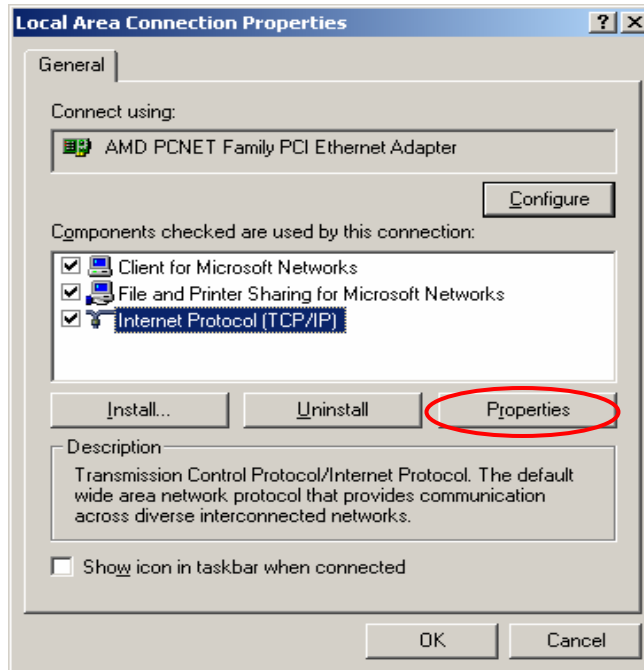 Local Area Connection Properties
General
Connect using:
AMD PCNET Family PCI Ethernet Adapter
Configure
Components checked are used by this connection:
Client for Microsoft Networks
File and Printer Sharing for Microsoft Networks
Internet Protocol (TCP/IP)
Install... Uninstall Properties
Description
Transmission Control Protocol/Internet Protocol. The default
wide area network protocol that provides communication
across diverse interconnected networks.
Show icon in taskbar when connected
OK Cancel